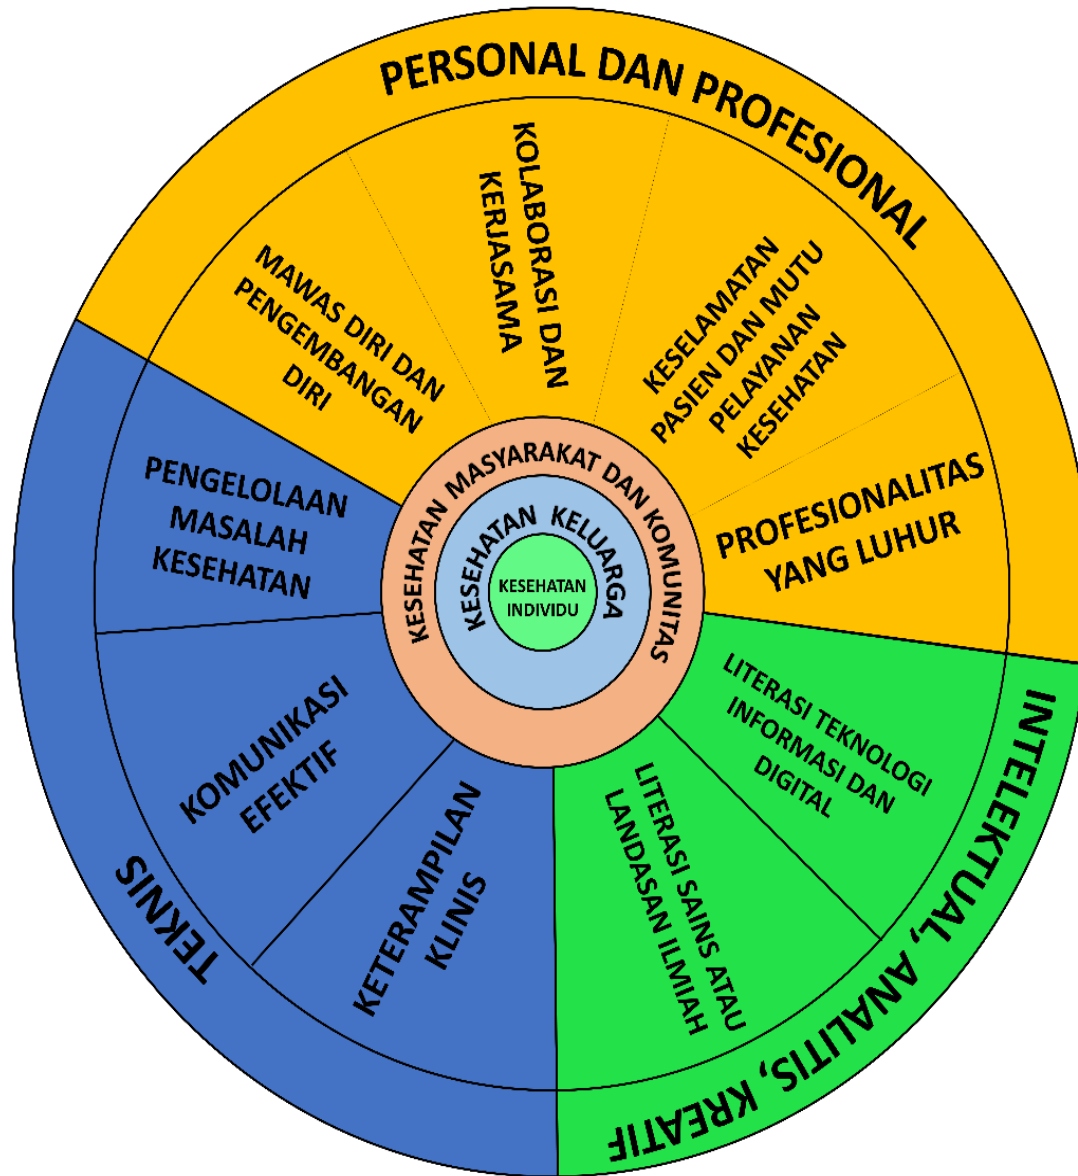 PERSONAL DAN PROFESIONAL
MAWAS DIRI DAN
PENGEMBANGAN
DIRI
KOLABORASI DAN
KERJASAMA
KESELAMATAN
PASIEN DAN MUTU
PELAYANAN
KESEHATAN
PROFESIONALITAS
YANG LUHUR
INTELEKTUAL, ANALITIS, KREATIF
LITERASI TEKNOLOGI
INFORMASI DAN
DIGITAL
LITERASI SAINS ATAU
LANDASAN ILMIAH
TEKNIS
KETERAMPILAN
KLINIS
KOMUNIKASI
EFEKTIF
PENGELOLAAN
MASALAH
KESEHATAN
KESEHATAN MASYARAKAT DAN KOMUNITAS
KESEHATAN KELUARGA
KESEHATAN
INDIVIDU